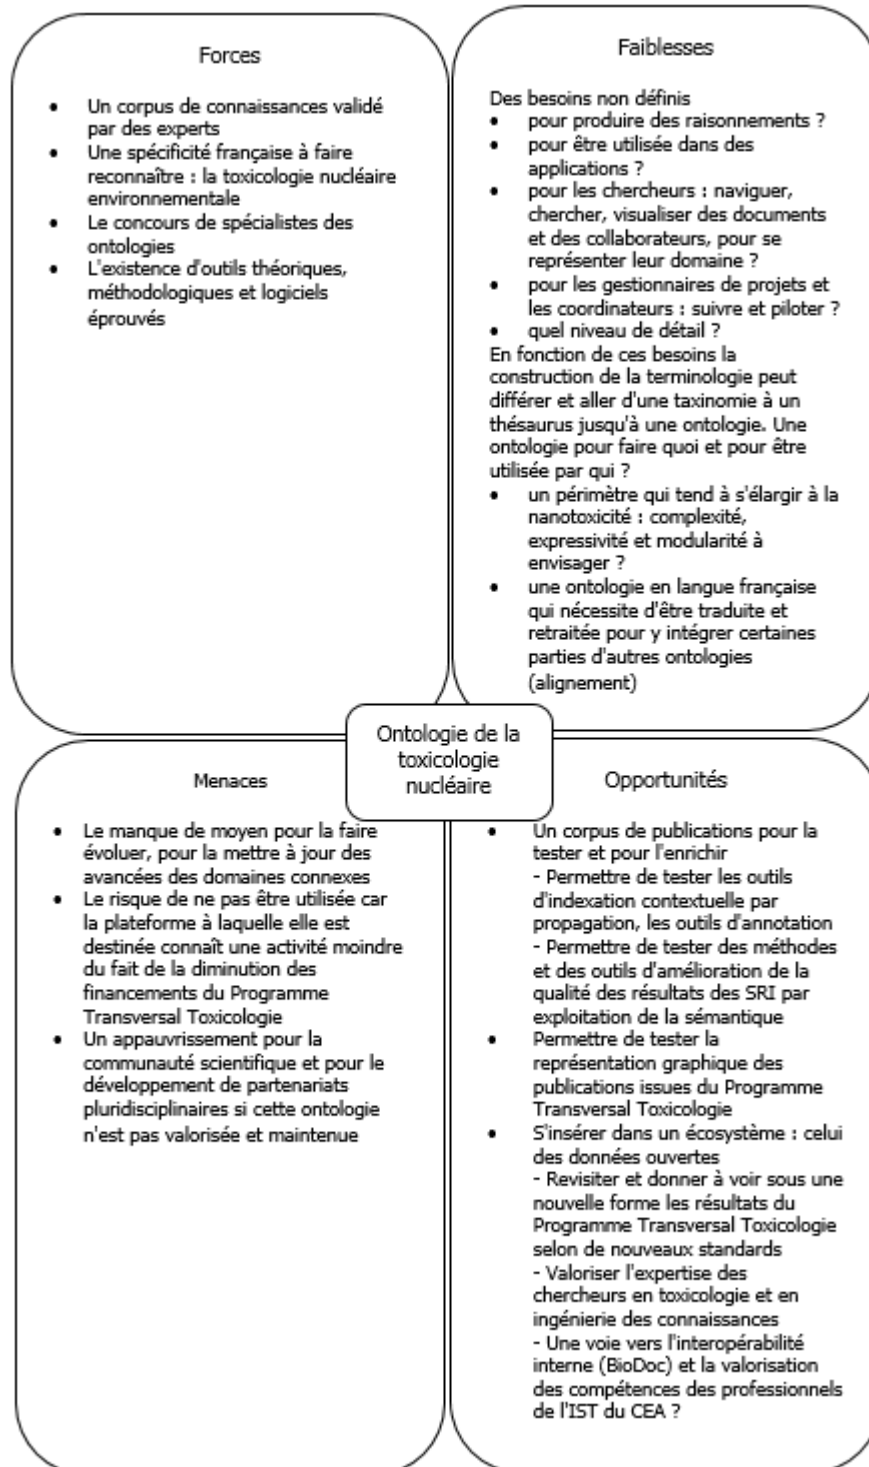 Forces
• Un corpus de connaissances validé
par des experts
• Une spécificité française à faire
reconnaître : la toxicologie nucléaire
environnementale
• Le concours de spécialistes des
ontologies
• L'existence d'outils théoriques,
méthodologiques et logiciels
éprouvés
Faiblesses
Des besoins non définis
• pour produire des raisonnements ?
• pour être utilisée dans des
applications ?
• pour les chercheurs : naviguer,
chercher, visualiser des documents
et des collaborateurs, pour se
représenter leur domaine ?
• pour les gestionnaires de projets et
les coordinateurs : suivre et piloter ?
• quel niveau de détail ?
En fonction de ces besoins la
construction de la terminologie peut
différer et aller d'une taxinomie à un
thésaurus jusqu'à une ontologie. Une
ontologie pour faire quoi et pour être
utilisée par qui ?
• un périmètre qui tend à s'élargir à la
nanotoxicité : complexité,
expressivité et modularité à
envisager ?
• une ontologie en langue française
qui nécessite d'être traduite et
retraitée pour y intégrer certaines
parties d'autres ontologies
(alignement)
Ontologie de la
toxicologie
nucléaire
Menaces
• Le manque de moyen pour la faire
évoluer, pour la mettre à jour des
avancées des domaines connexes
• Le risque de ne pas être utilisée car
la plateforme à laquelle elle est
destinée connaît une activité moindre
du fait de la diminution des
financements du Programme
Transversal Toxicologie
• Un appauvrissement pour la
communauté scientifique et pour le
développement de partenariats
pluridisciplinaires si cette ontologie
n'est pas valorisée et maintenue
Opportunités
• Un corpus de publications pour la
tester et pour l'enrichir
- Permettre de tester les outils
d'indexation contextuelle par
propagation, les outils d'annotation
- Permettre de tester des méthodes
et des outils d'amélioration de la
qualité des résultats des SRI par
exploitation de la sémantique
• Permettre de tester la
représentation graphique des
publications issues du Programme
Transversal Toxicologie
• S'insérer dans un écosystème : celui
des données ouvertes
- Revisiter et donner à voir sous une
nouvelle forme les résultats du
Programme Transversal Toxicologie
selon de nouveaux standards
- Valoriser l'expertise des
chercheurs en toxicologie et en
ingénierie des connaissances
- Une voie vers l'interopérabilité
interne (BioDoc) et la valorisation
des compétences des professionnels
de l'IST du CEA ?